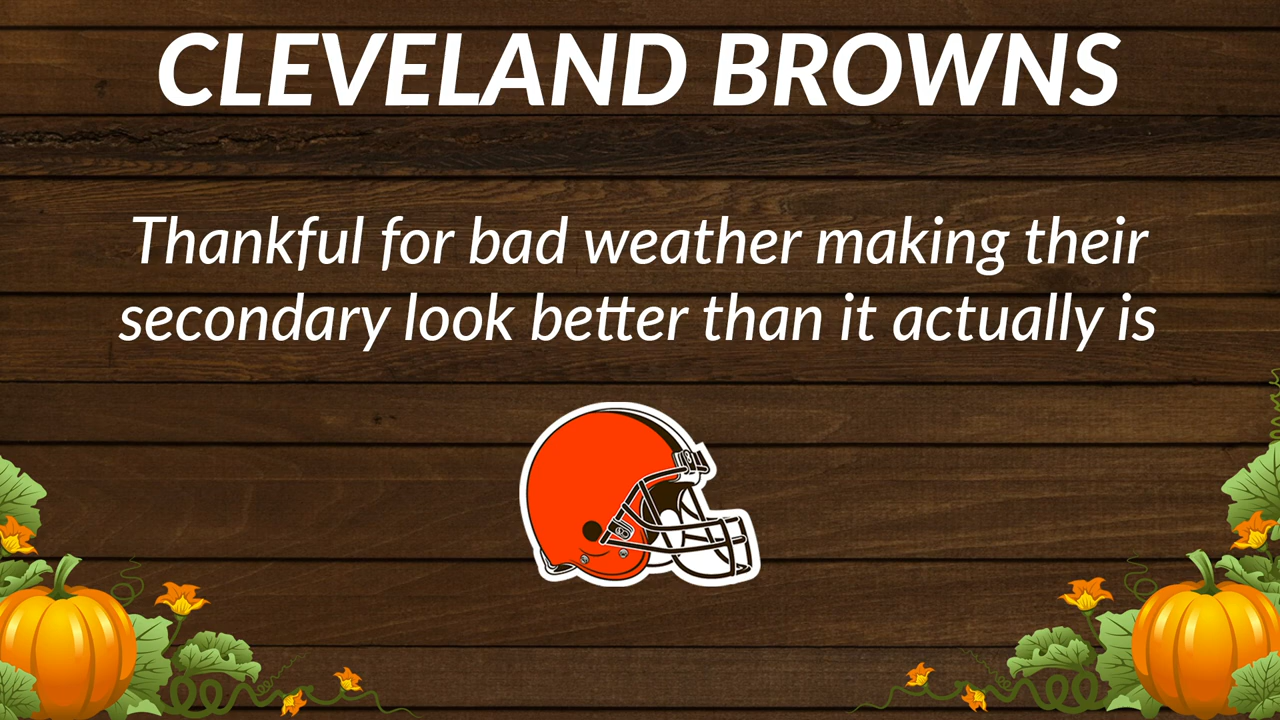 CLEVELAND BROWNS
Thankful for bad weather making their
secondary look better than it actually is